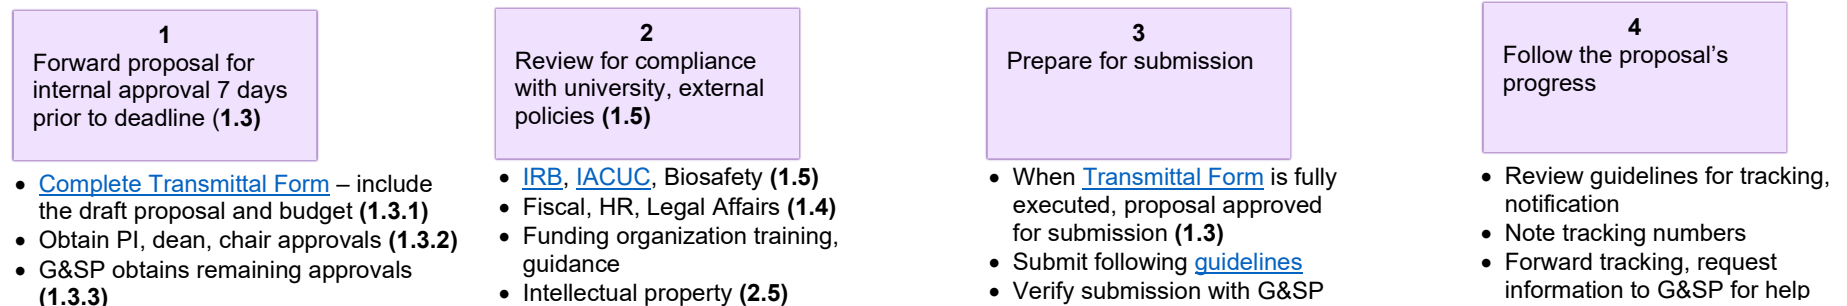 1
Forward proposal for
internal approval 7 days
prior to deadline (1.3)
• Complete Transmittal Form – include
the draft proposal and budget (1.3.1)
• Obtain PI, dean, chair approvals (1.3.2)
• G&SP obtains remaining approvals
(1.3.3)
2
Review for compliance
with university, external
policies (1.5)
• IRB, IACUC, Biosafety (1.5)
• Fiscal, HR, Legal Affairs (1.4)
• Funding organization training,
guidance
• Intellectual property (2.5)
3
Prepare for submission
• When Transmittal Form is fully
executed, proposal approved
for submission (1.3)
• Submit following guidelines
• Verify submission with G&SP
4
Follow the proposal’s
progress
• Review guidelines for tracking,
notification
• Note tracking numbers
• Forward tracking, request
information to G&SP for help